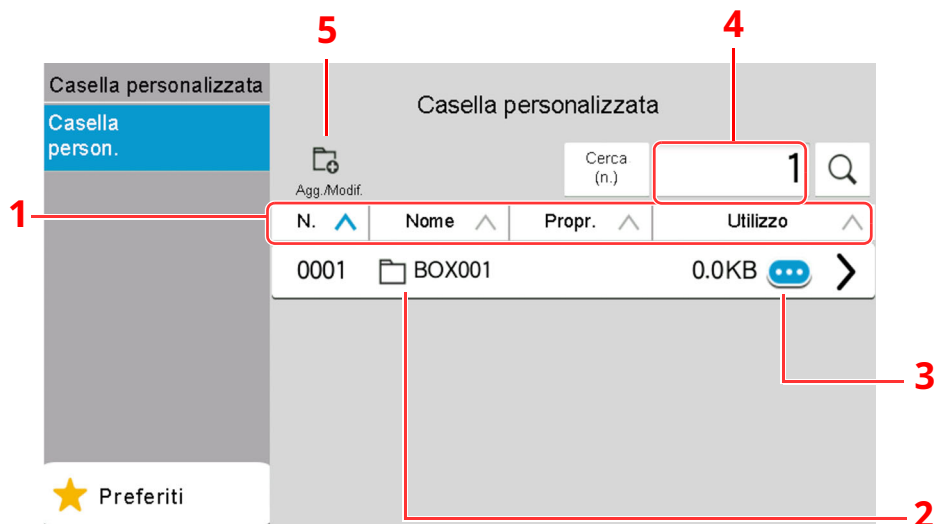 5
4
Casella personalizzata
Casella
person.
Casella personalizzata
Agg./Modif.
Cerca
(n.)
1
1
N. Nome Propr. Utilizzo
0001 BOX001 0.0KB
3
Preferiti
2